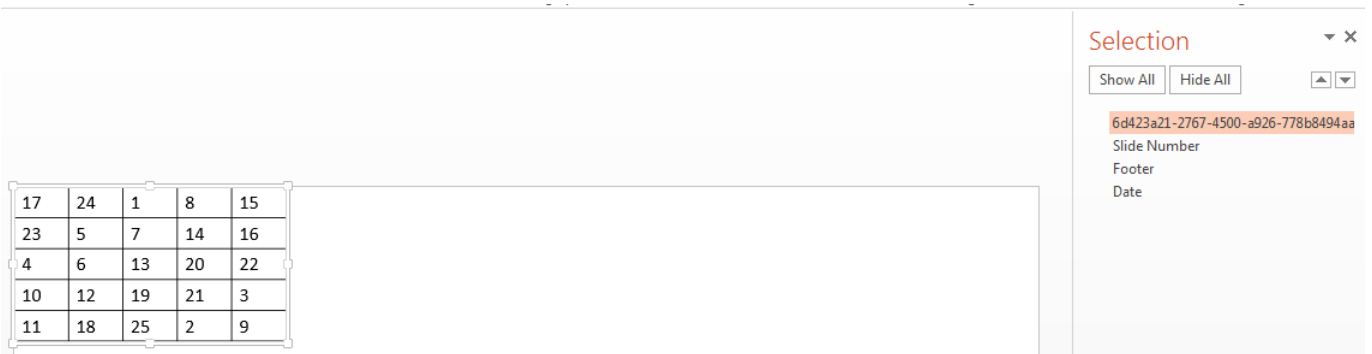 Selection
Show All Hide All
6d423a21-2767-4500-a926-778b8494aa
Slide Number
Footer
Date
17 24 1 8 15
23 5 7 14 16
4 6 13 20 22
10 12 19 21 3
11 18 25 2 9